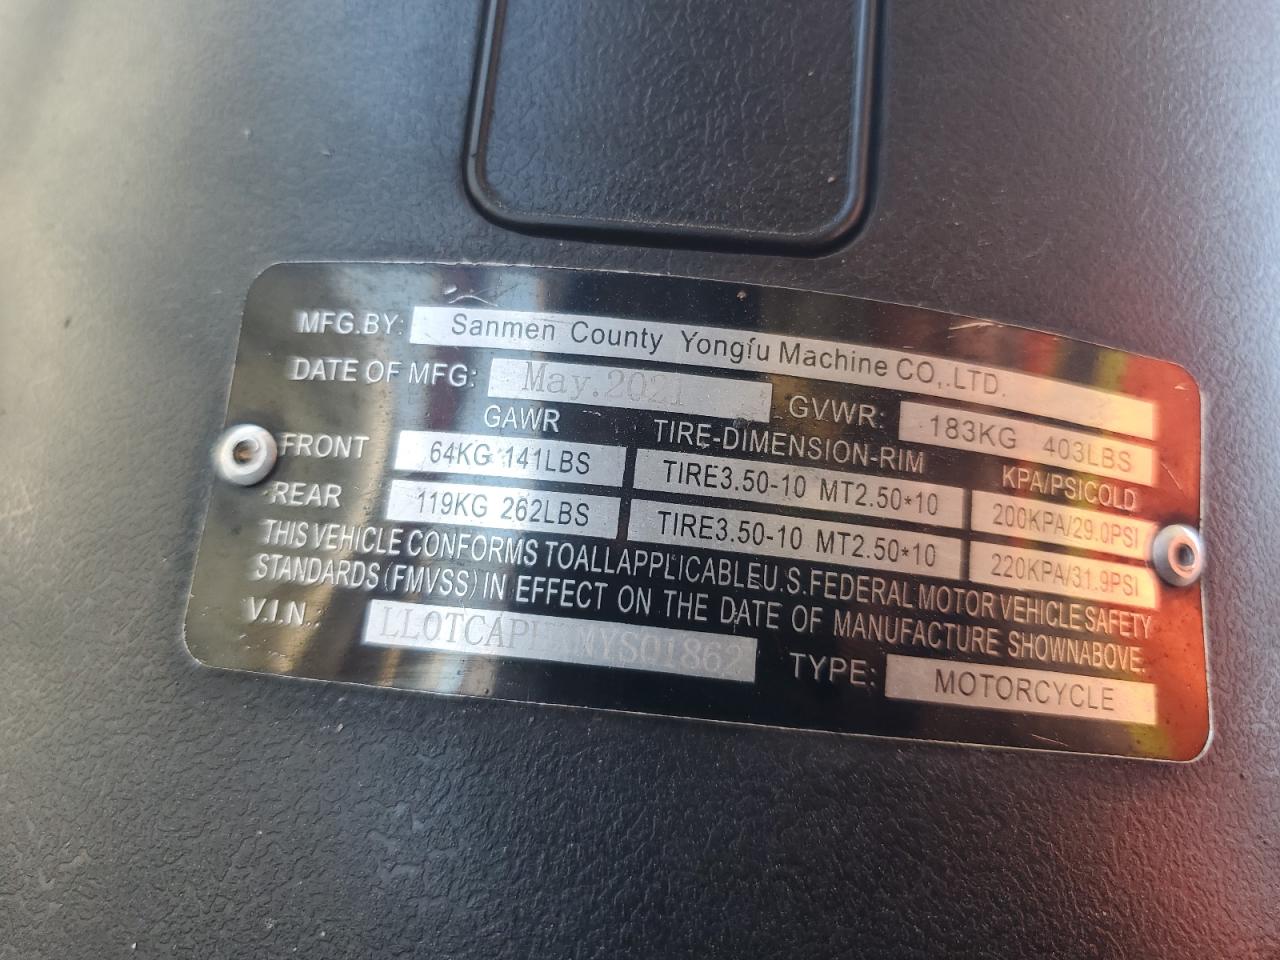 MFG.BY: Sanmen County Yongfu Machine CO,.LTD.
DATE OF MFG: May.2021 GVWR: 183KG 403LBS
GAWR TIRE-DIMENSION-RIM KPA/PSICOLD
FRONT 64KG 141LBS TIRE3.50-10 MT2.50*10 200KPA/29.0PSI
REAR 119KG 262LBS TIRE3.50-10 MT2.50*10 220KPA/31.9PSI
THIS VEHICLE CONFORMS TOALLAPPLICABLEU.S.FEDERAL MOTOR VEHICLE SAFETY
STANDARDS (FMVSS) IN EFFECT ON THE DATE OF MANUFACTURE SHOWNABOVE.
V.I.N.. TYPE: MOTORCYCLE